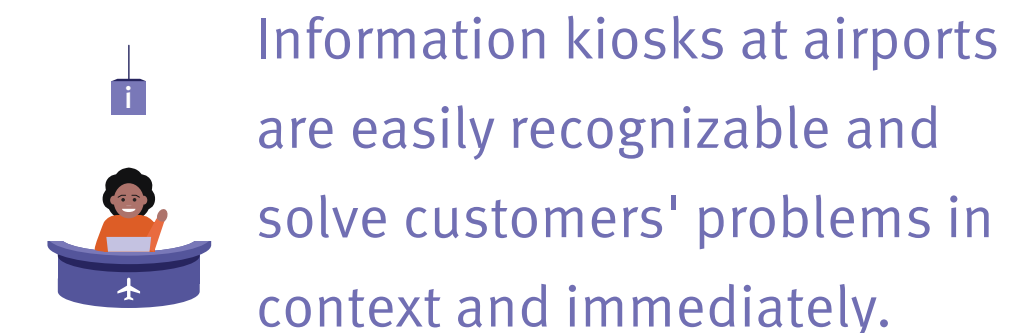 Information kiosks at airports
i
are easily recognizable and
solve customers' problems in
context and immediately.